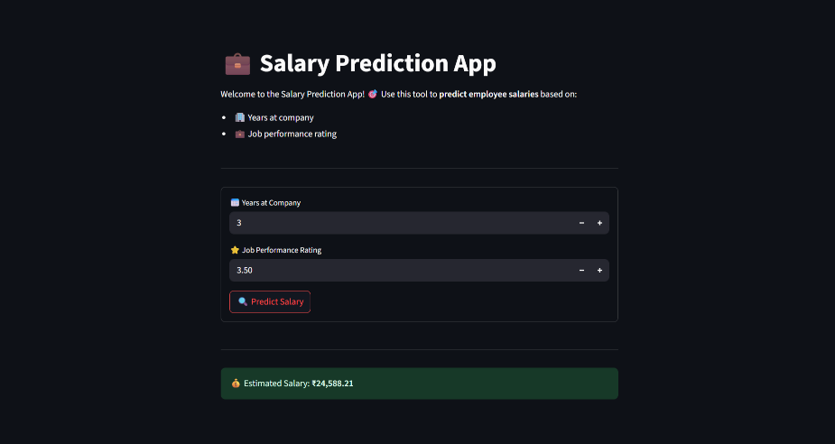 💼 Salary Prediction App
Welcome to the Salary Prediction App! 🎯 Use this tool to predict employee salaries based on:
• 🏢 Years at company
• 💼 Job performance rating
📅 Years at Company
3 − +
⭐ Job Performance Rating
3.50 − +
🔍 Predict Salary
💰 Estimated Salary: ₹24,588.21